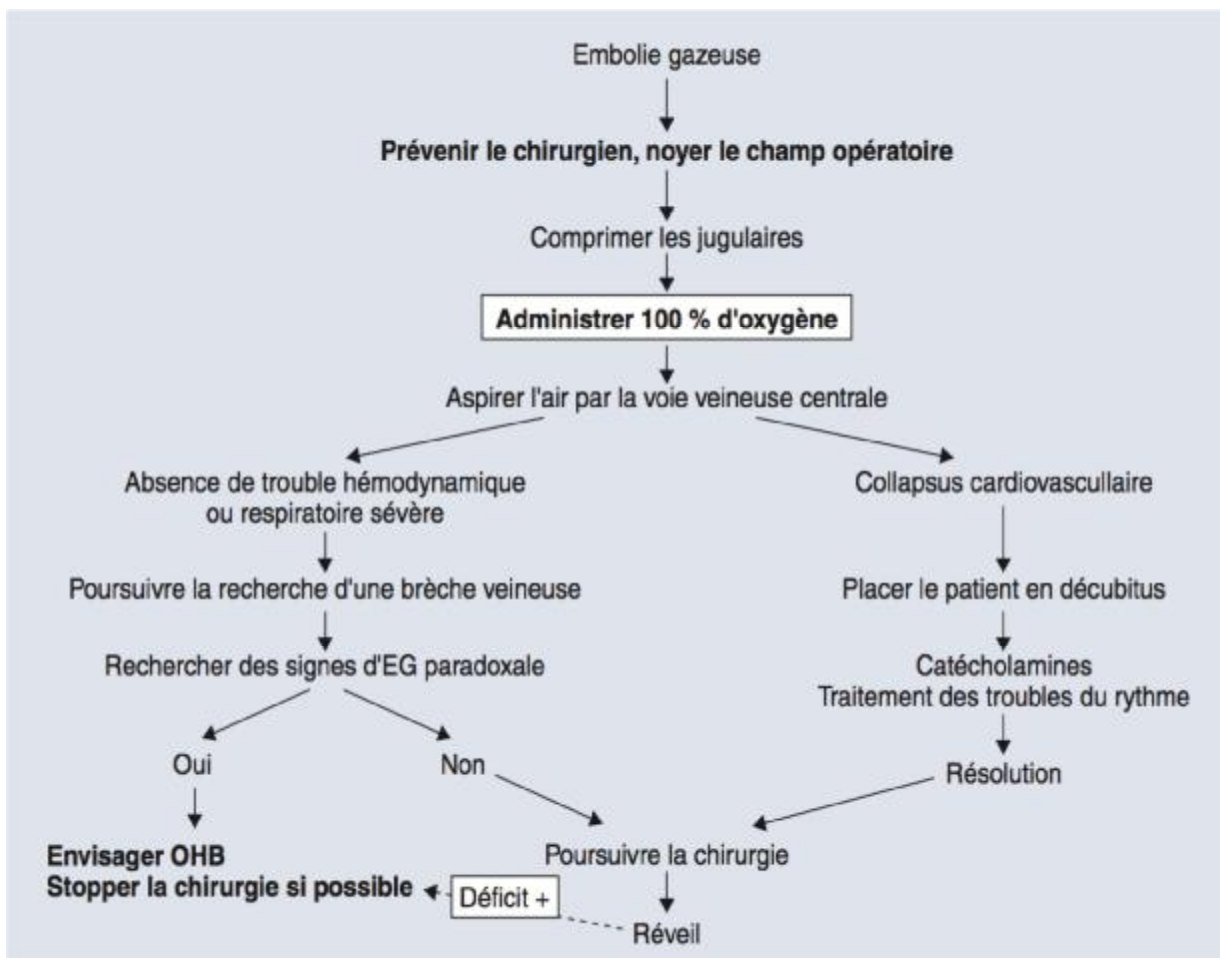 Embolie gazeuse
Prévenir le chirurgien, noyer le champ opératoire
Comprimer les jugulaires
Administrer 100 % d'oxygène
Aspirer l'air par la voie veineuse centrale
Absence de trouble hémodynamique
ou respiratoire sévère
Collapsus cardiovascullaire
Poursuivre la recherche d'une brèche veineuse
Placer le patient en décubitus
Rechercher des signes d'EG paradoxale
Catécholamines
Traitement des troubles du rythme
Oui
Non
Résolution
Envisager OHB
Stopper la chirurgie si possible
Poursuivre la chirurgie
Déficit +
Réveil